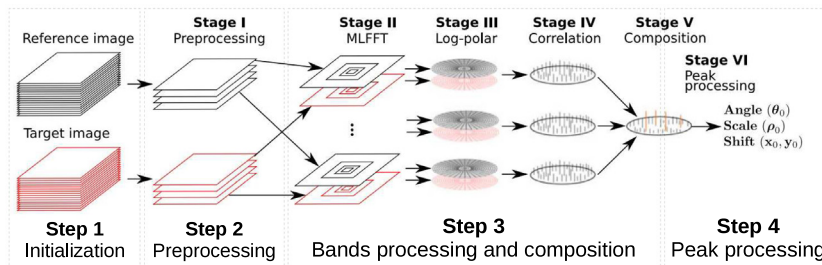 Reference image
Target image
Step 1
Initialization
Stage I
Preprocessing
Step 2
Preprocessing
Stage II
MLFFT
...
Stage III
Log-polar
Stage IV
Correlation
Stage V
Composition
Step 3
Bands processing and composition
Stage VI
Peak
processing
Angle (θ₀)
Scale (ρ₀)
Shift (x₀, y₀)
Step 4
Peak processing